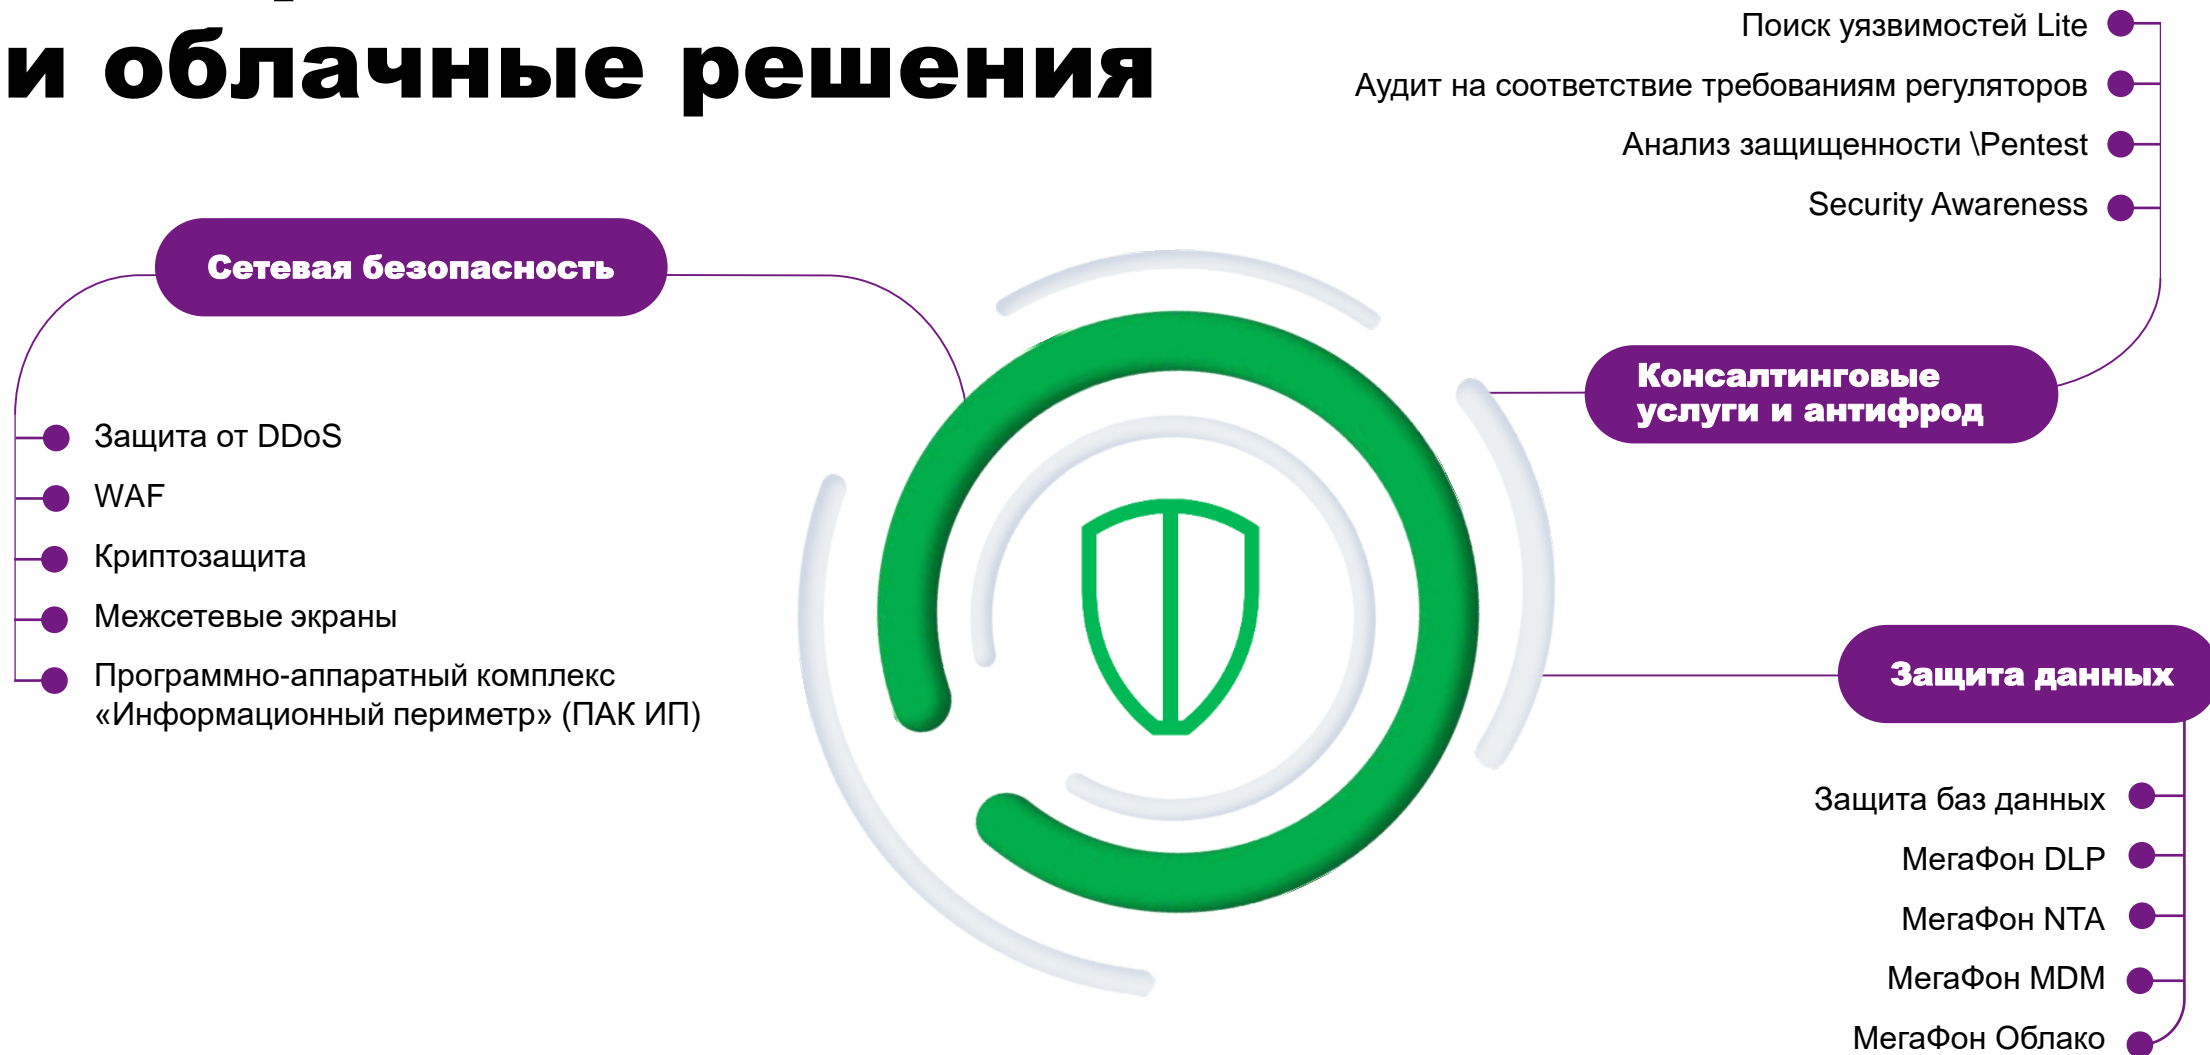 и облачные решения
Поиск уязвимостей Lite
Аудит на соответствие требованиям регуляторов
Анализ защищенности \Pentest
Security Awareness
Сетевая безопасность
Консалтинговые
услуги и антифрод
Защита от DDoS
WAF
Криптозащита
Межсетевые экраны
Программно-аппаратный комплекс
«Информационный периметр» (ПАК ИП)
Защита данных
Защита баз данных
МегаФон DLP
МегаФон NTA
МегаФон MDM
МегаФон Облако